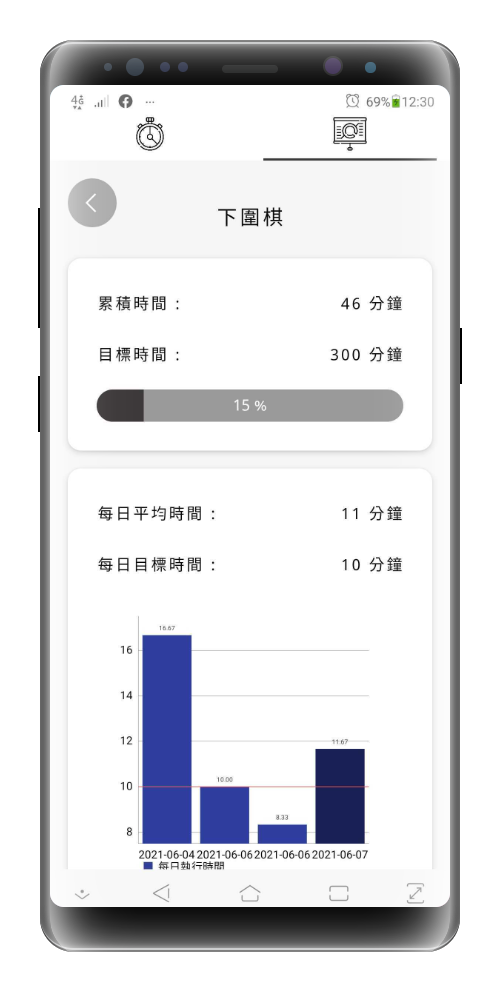 4G
69% 12:30
下圍棋
累積時間：
46 分鐘
目標時間：
300 分鐘
15 %
每日平均時間：
11 分鐘
每日目標時間：
10 分鐘
16.67
16
14
12
11.67
10.00
10
8.33
8
2021-06-04 2021-06-06 2021-06-06 2021-06-07
每日執行時間